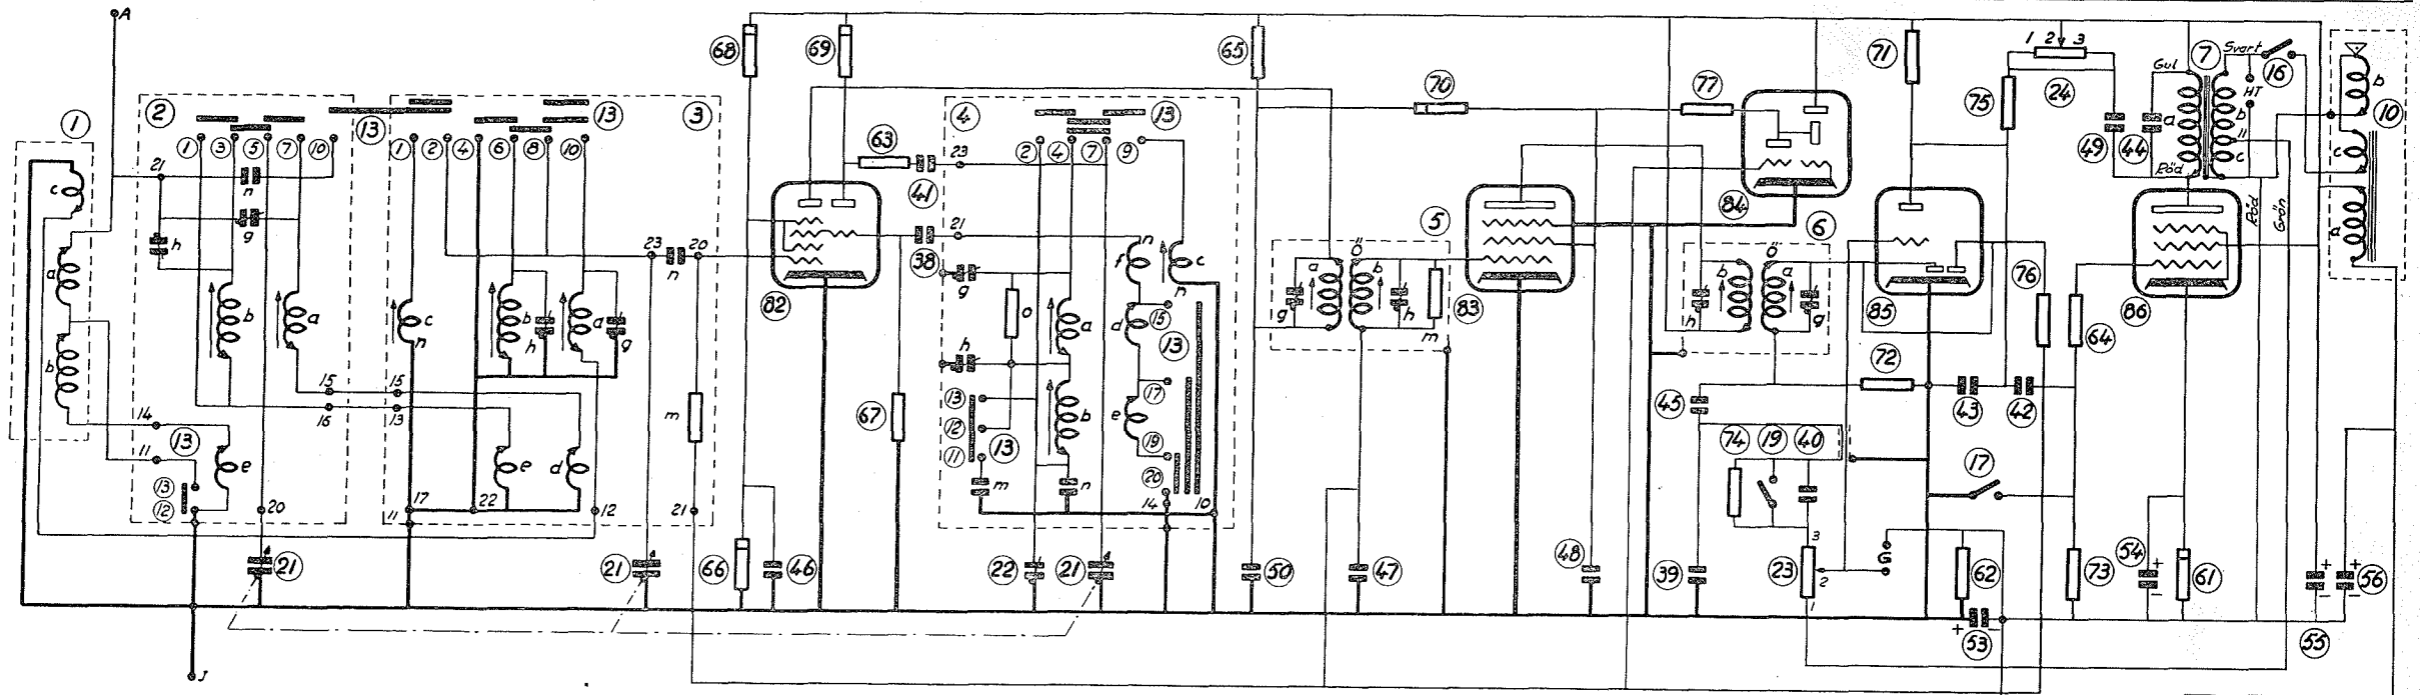 A
68
69
65
71
1 2 3
7
Svart
16
b
10
1
2
13
13
3
4
13
70
77
75
24
Gul
HT
a
b
11
c
1 3 5 7 10
1 2 4 6 8 10
63
41
23
2 4 7 9
49 44
Röd
c
a
21
n
g
h
c
a
b
b
a
c
n
b
h
a
g
23 n 20
82
38
21
n
f
c
n
g
o
a
d
15
13
h
5
Ö
a b
g
h
m
83
84
6
Ö
b a
h
g
85
76
64
86
Röd
Grön
15
16
15
13
14
13
11
13
12
e
20
e
d
17
22
11
12
m
21
67
13
12
13
11
b
e
17
19
20
m
n
14
10
72
45
43
42
74 19 40
17
21
21
66
46
22
21
50
47
48
39
3
23
2
1
G
62
73
54
+
−
61
+
−
+
−
56
+ −
53
55
J